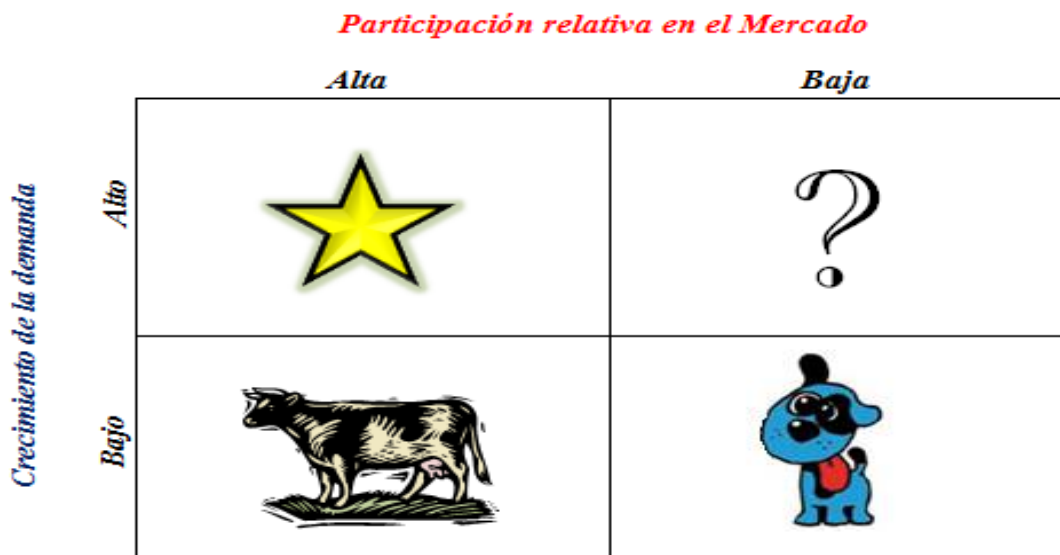 Participación relativa en el Mercado
Alta
Baja
Crecimiento de la demanda
Alto
?
Bajo